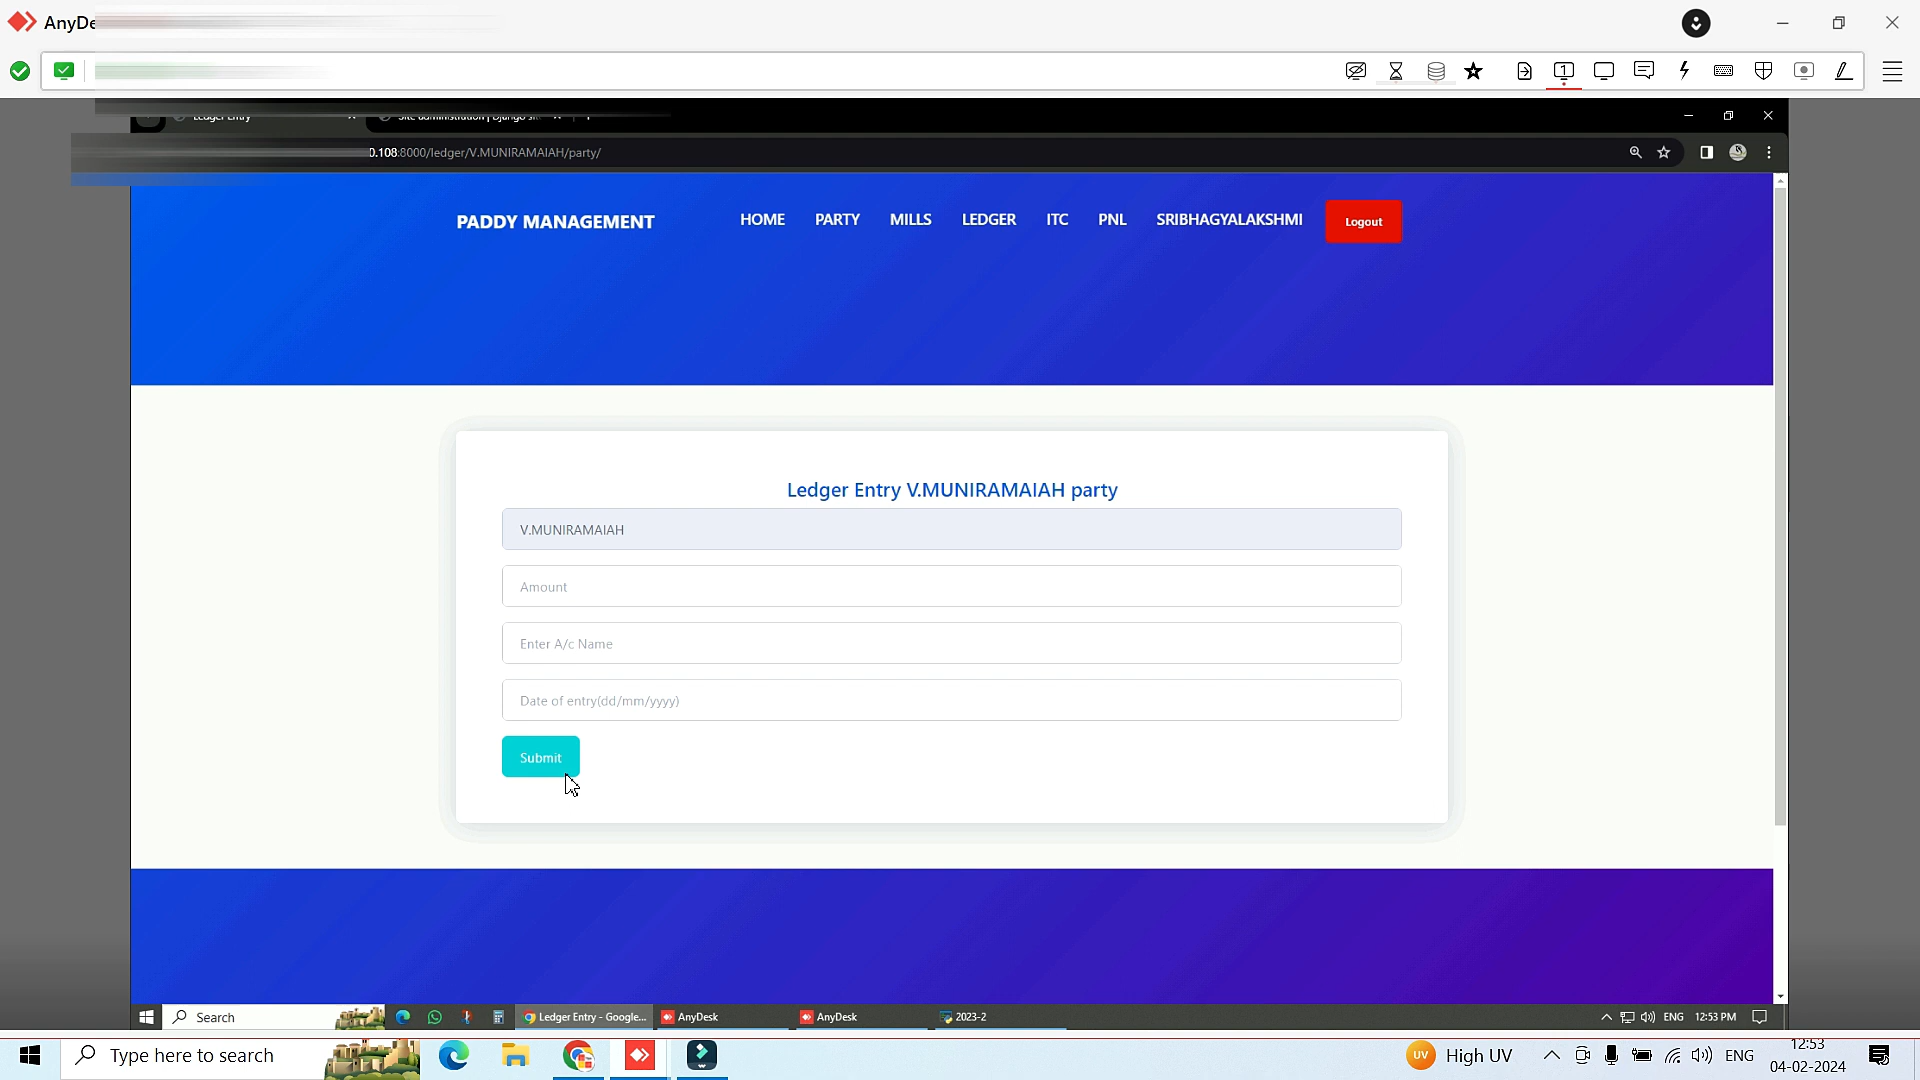 0.108:8000/ledger/V.MUNIRAMAIAH/party/
PADDY MANAGEMENT
HOME
PARTY
MILLS
LEDGER
ITC
PNL
SRIBHAGYALAKSHMI
Logout
Ledger Entry V.MUNIRAMAIAH party
V.MUNIRAMAIAH
Amount
Enter A/c Name
Date of entry(dd/mm/yyyy)
Submit
Search
Ledger Entry - Google...
AnyDesk
AnyDesk
2023-2
ENG
12:53 PM
Type here to search
UV
High UV
ENG
12:53
04-02-2024